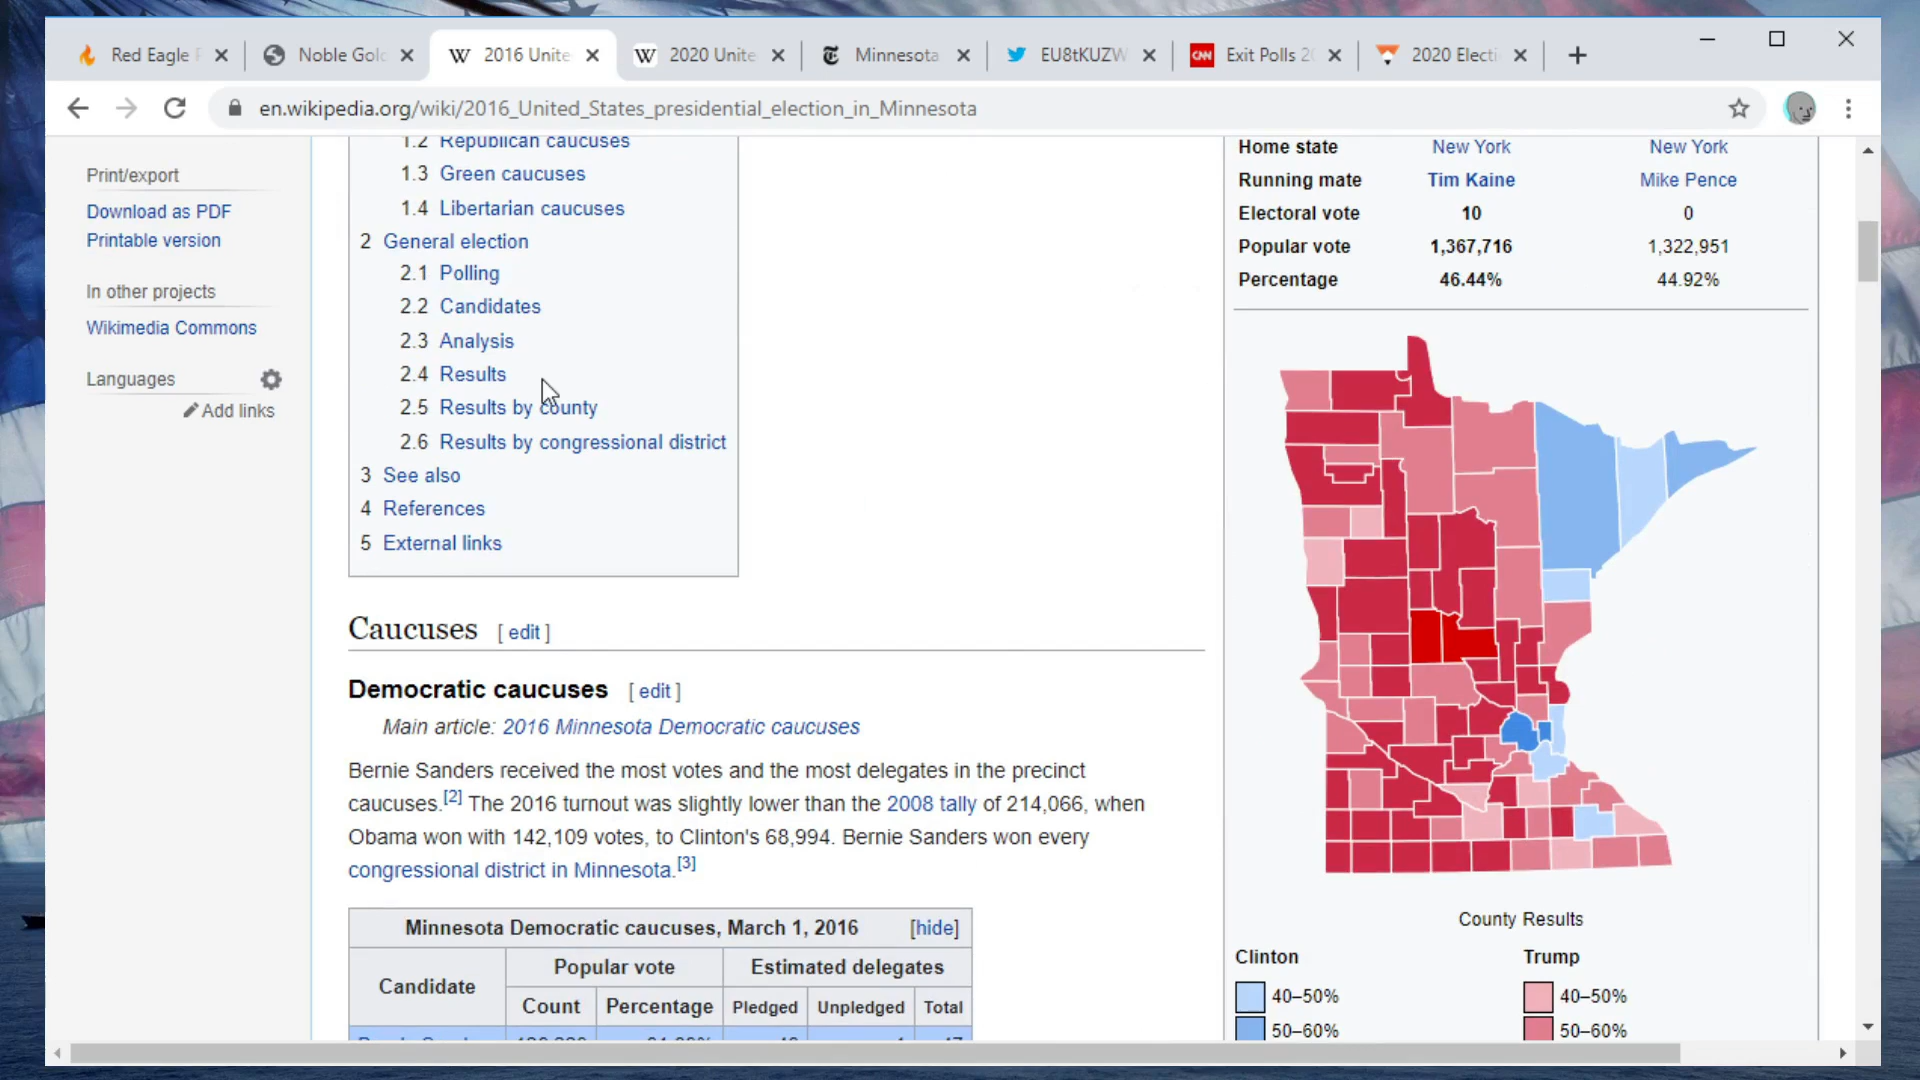 Red Eagle P
Noble Gold
2016 Unite
2020 Unite
Minnesota
EU8tKUZW
CNN
Exit Polls 20
2020 Electi
en.wikipedia.org/wiki/2016_United_States_presidential_election_in_Minnesota
Print/export
Download as PDF
Printable version
In other projects
Wikimedia Commons
Languages
Add links
1.2 Republican caucuses
1.3 Green caucuses
1.4 Libertarian caucuses
2 General election
2.1 Polling
2.2 Candidates
2.3 Analysis
2.4 Results
2.5 Results by county
2.6 Results by congressional district
3 See also
4 References
5 External links
Caucuses [ edit ]
Democratic caucuses [ edit ]
Main article: 2016 Minnesota Democratic caucuses
Bernie Sanders received the most votes and the most delegates in the precinct
caucuses.[2] The 2016 turnout was slightly lower than the 2008 tally of 214,066, when
Obama won with 142,109 votes, to Clinton's 68,994. Bernie Sanders won every
congressional district in Minnesota.[3]
Minnesota Democratic caucuses, March 1, 2016 [hide]
Candidate Popular vote Estimated delegates
Count Percentage Pledged Unpledged Total
Home state New York New York
Running mate Tim Kaine Mike Pence
Electoral vote 10 0
Popular vote 1,367,716 1,322,951
Percentage 46.44% 44.92%
County Results
Clinton Trump
40–50% 40–50%
50–60% 50–60%